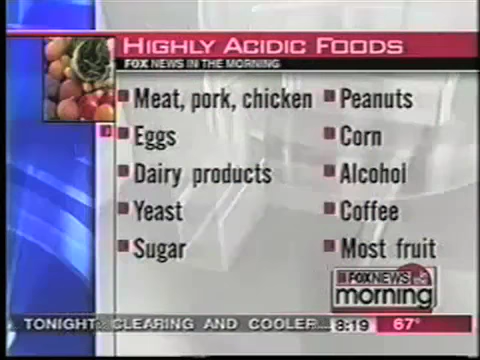 HIGHLY ACIDIC FOODS
FOX NEWS IN THE MORNING
Meat, pork, chicken
Eggs
Dairy products
Yeast
Sugar
Peanuts
Corn
Alcohol
Coffee
Most fruit
FOX NEWS
morning
TONIGHT: CLEARING AND COOLER... 8:19 67°